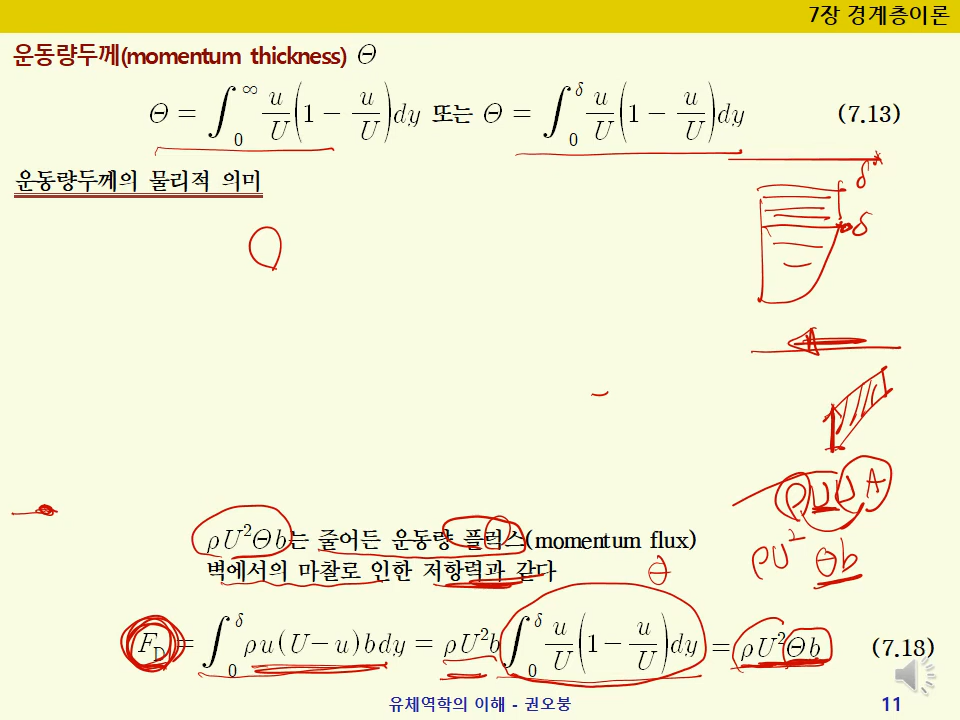 7장 경계층이론
운동량두께(momentum thickness) Θ
Θ = ∫₀^∞ u/U (1 − u/U) dy 또는 Θ = ∫₀^δ u/U (1 − u/U) dy (7.13)
δ*
운동량두께의 물리적 의미
δ
ρUUA
ρU²Θb는 줄어든 운동량 플럭스(momentum flux)
ρU² θb
벽에서의 마찰로 인한 저항력과 같다
θ
F_D = ∫₀^δ ρu(U−u)bdy = ρU²b ∫₀^δ u/U (1 − u/U) dy = ρU²Θb (7.18)
유체역학의 이해 - 권오붕
11